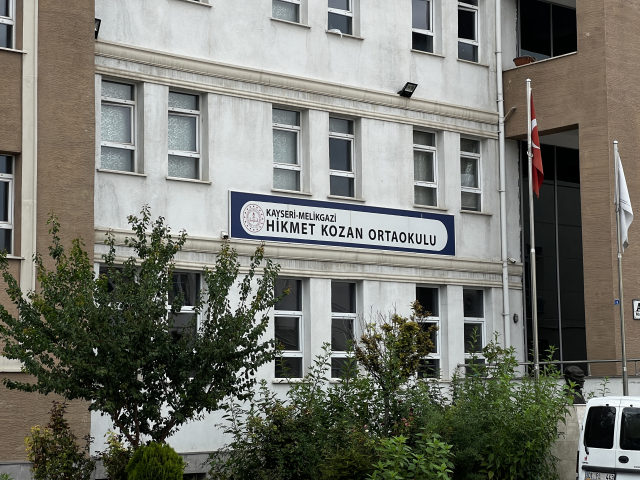 KAYSERİ-MELİKGAZİ
HİKMET KOZAN ORTAOKULU